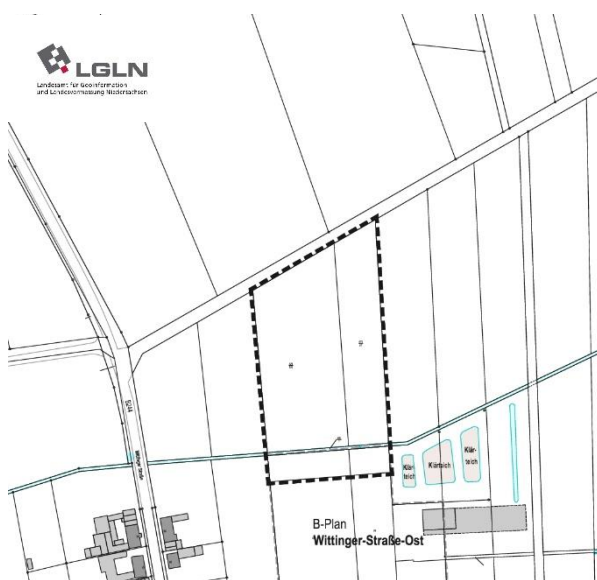 LGLN
Landesamt für Geoinformation
und Landesvermessung Niedersachsen
Klär-
teich
Klärteich
Klär-
teich
B-Plan
Wittinger-Straße-Ost